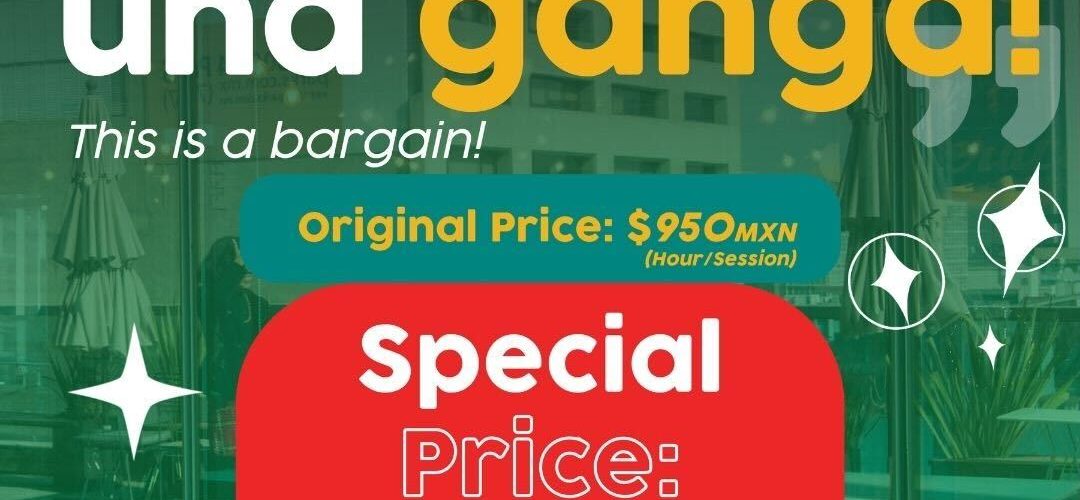 una ganga!
This is a bargain!
Original Price: $950MXN
(Hour/Session)
Special
Price: